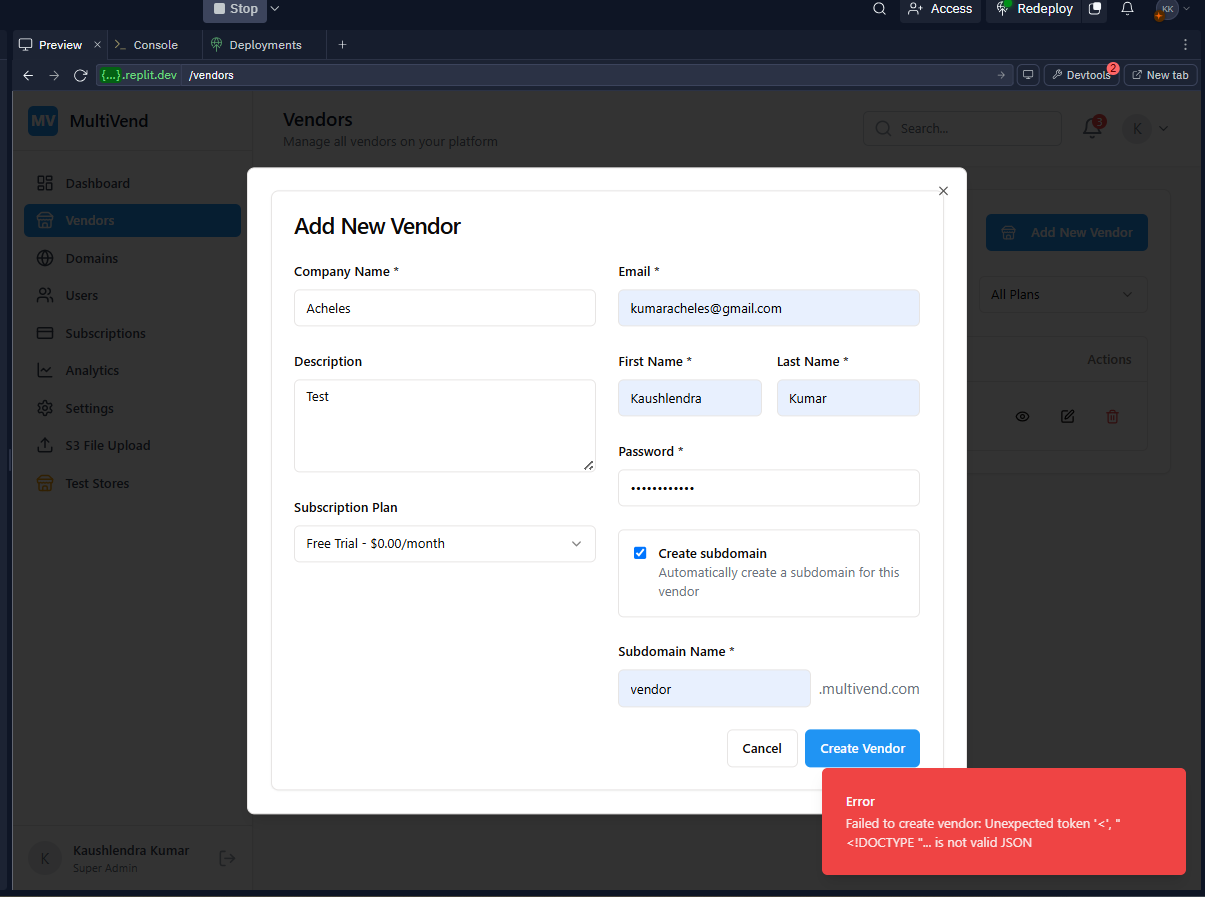 Stop
Access
Redeploy
KK
Preview
Console
Deployments
{...}.replit.dev /vendors
Devtools
2
New tab
MV MultiVend
Vendors
Manage all vendors on your platform
Search...
3
K
Dashboard
Vendors
Domains
Users
Subscriptions
Analytics
Settings
S3 File Upload
Test Stores
Add New Vendor
All Plans
Actions
Add New Vendor
Company Name *
Acheles
Email *
kumaracheles@gmail.com
Description
Test
First Name *
Kaushlendra
Last Name *
Kumar
Password *
••••••••••••
Subscription Plan
Free Trial - $0.00/month
Create subdomain
Automatically create a subdomain for this
vendor
Subdomain Name *
vendor .multivend.com
Cancel
Create Vendor
Error
Failed to create vendor: Unexpected token '<', "
<!DOCTYPE "... is not valid JSON
K
Kaushlendra Kumar
Super Admin